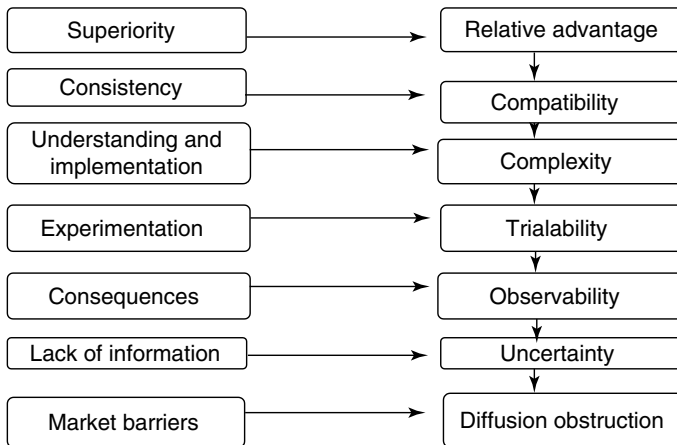 Superiority
Relative advantage
Consistency
Compatibility
Understanding and
implementation
Complexity
Experimentation
Trialability
Consequences
Observability
Lack of information
Uncertainty
Market barriers
Diffusion obstruction